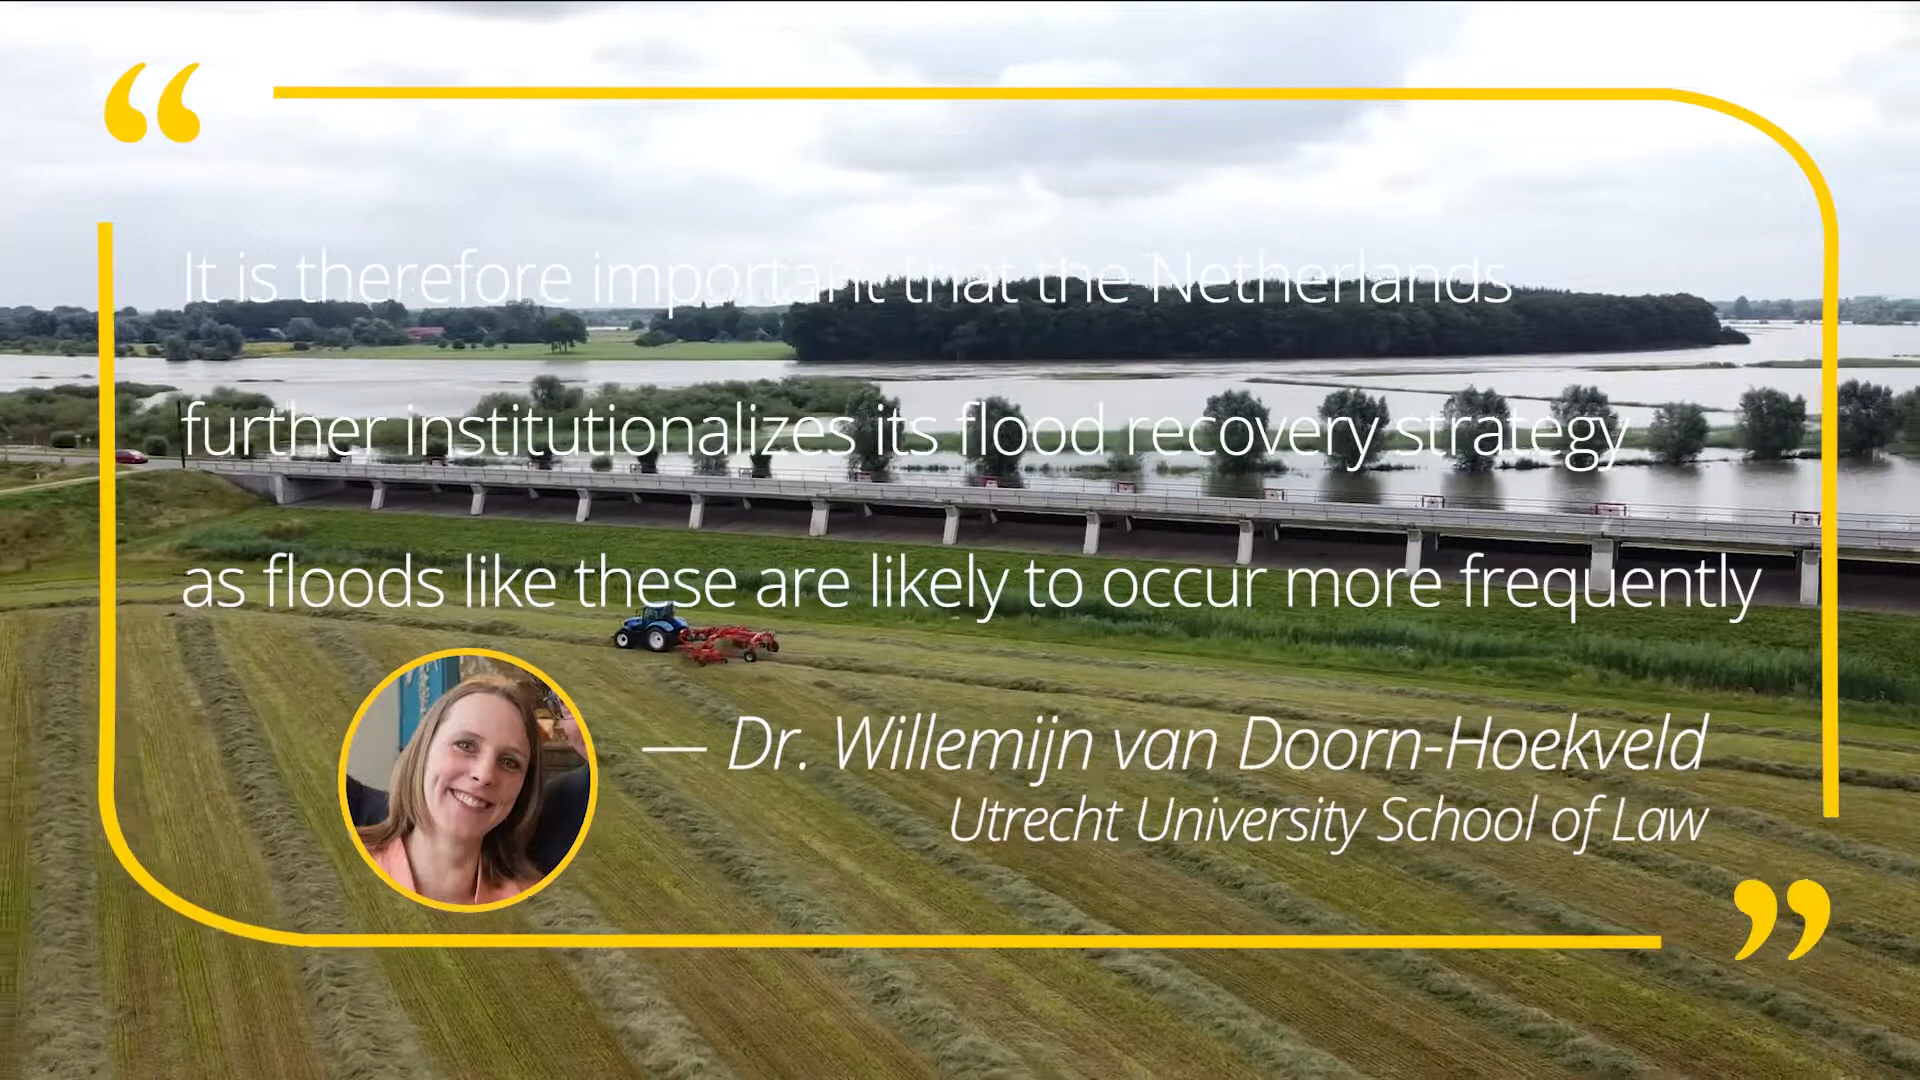 “
It is therefore important that the Netherlands
further institutionalizes its flood recovery strategy
as floods like these are likely to occur more frequently
— Dr. Willemijn van Doorn-Hoekveld
Utrecht University School of Law
”